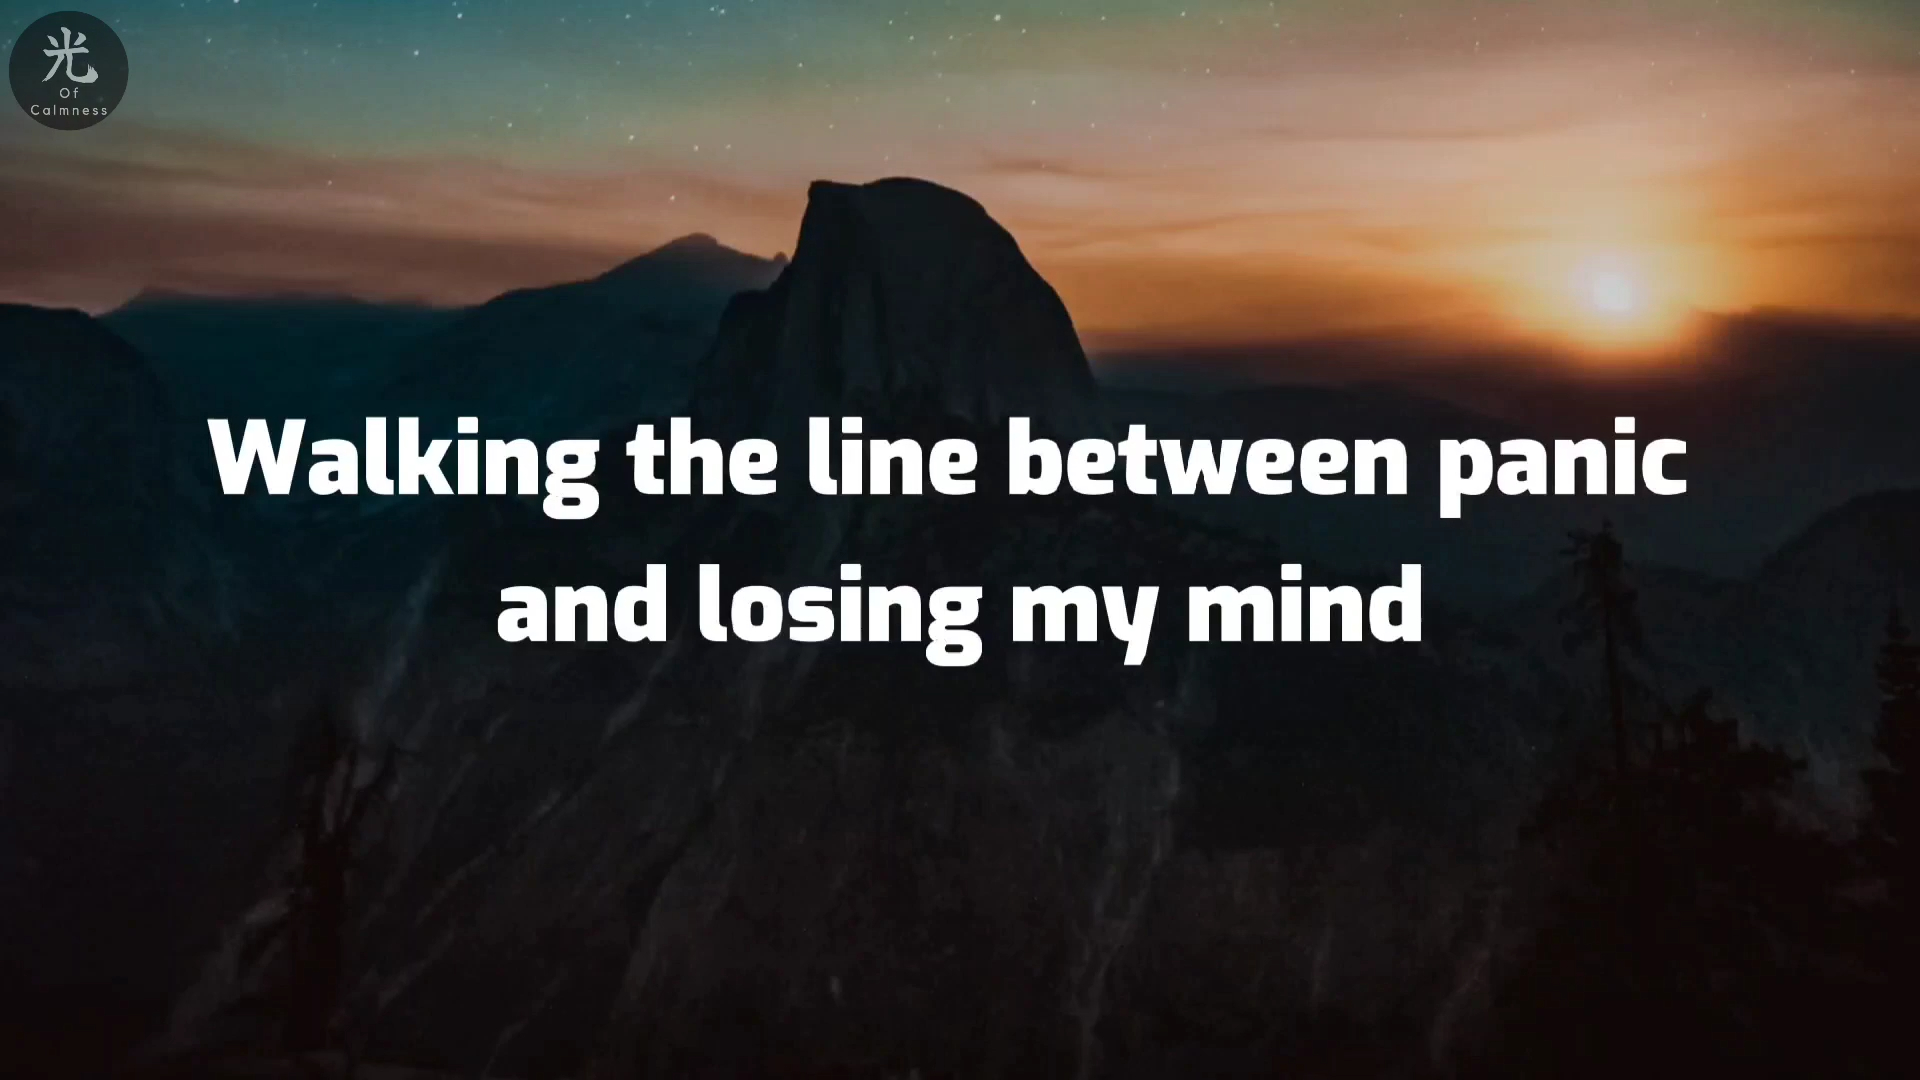 光
Of
Calmness
Walking the line between panic
and losing my mind